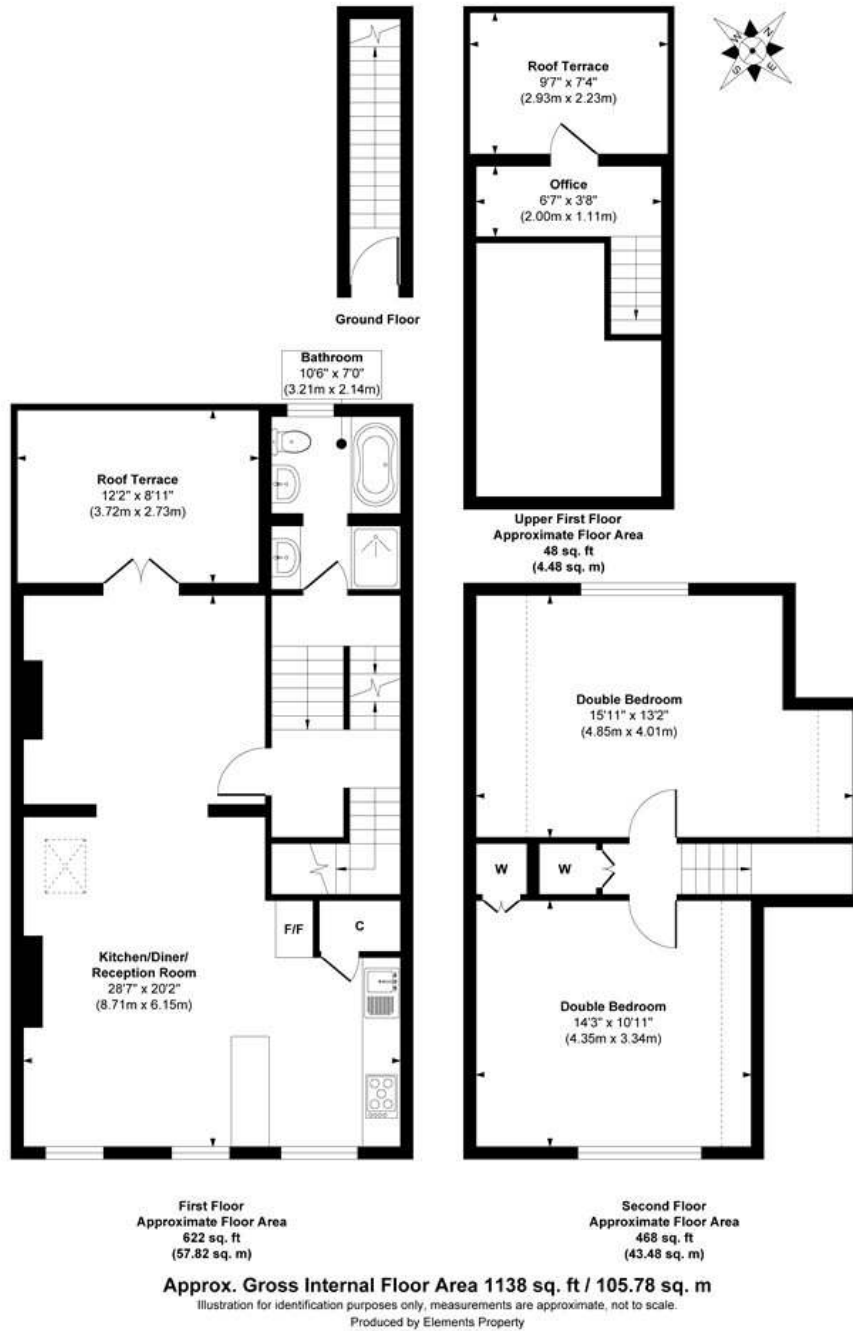 Roof Terrace
9'7" x 7'4"
(2.93m x 2.23m)
W
N
S
E
Office
6'7" x 3'8"
(2.00m x 1.11m)
Ground Floor
Bathroom
10'6" x 7'0"
(3.21m x 2.14m)
Roof Terrace
12'2" x 8'11"
(3.72m x 2.73m)
Upper First Floor
Approximate Floor Area
48 sq. ft
(4.48 sq. m)
Double Bedroom
15'11" x 13'2"
(4.85m x 4.01m)
W
W
F/F
C
Kitchen/Diner/
Reception Room
28'7" x 20'2"
(8.71m x 6.15m)
Double Bedroom
14'3" x 10'11"
(4.35m x 3.34m)
First Floor
Approximate Floor Area
622 sq. ft
(57.82 sq. m)
Second Floor
Approximate Floor Area
468 sq. ft
(43.48 sq. m)
Approx. Gross Internal Floor Area 1138 sq. ft / 105.78 sq. m
Illustration for identification purposes only, measurements are approximate, not to scale.
Produced by Elements Property